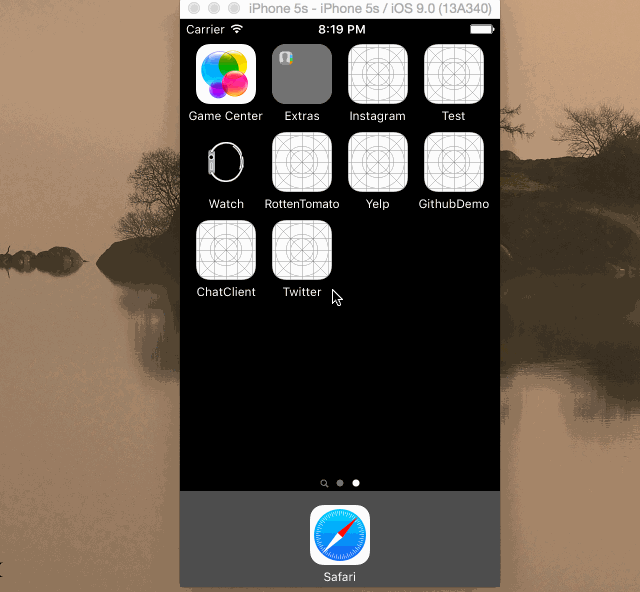 iPhone 5s - iPhone 5s / iOS 9.0 (13A340)
Carrier 8:19 PM
Game Center Extras Instagram Test
Watch RottenTomato Yelp GithubDemo
ChatClient Twitter
Safari